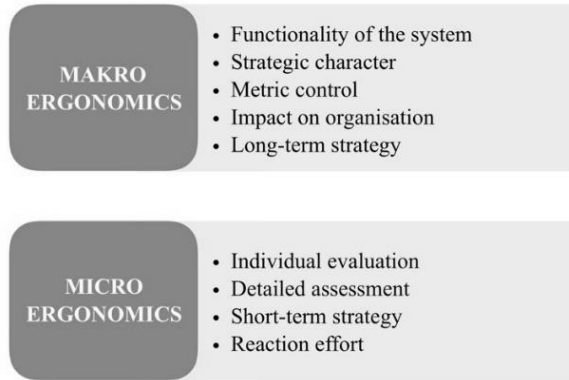 MAKRO
ERGONOMICS
• Functionality of the system
• Strategic character
• Metric control
• Impact on organisation
• Long-term strategy
MICRO
ERGONOMICS
• Individual evaluation
• Detailed assessment
• Short-term strategy
• Reaction effort